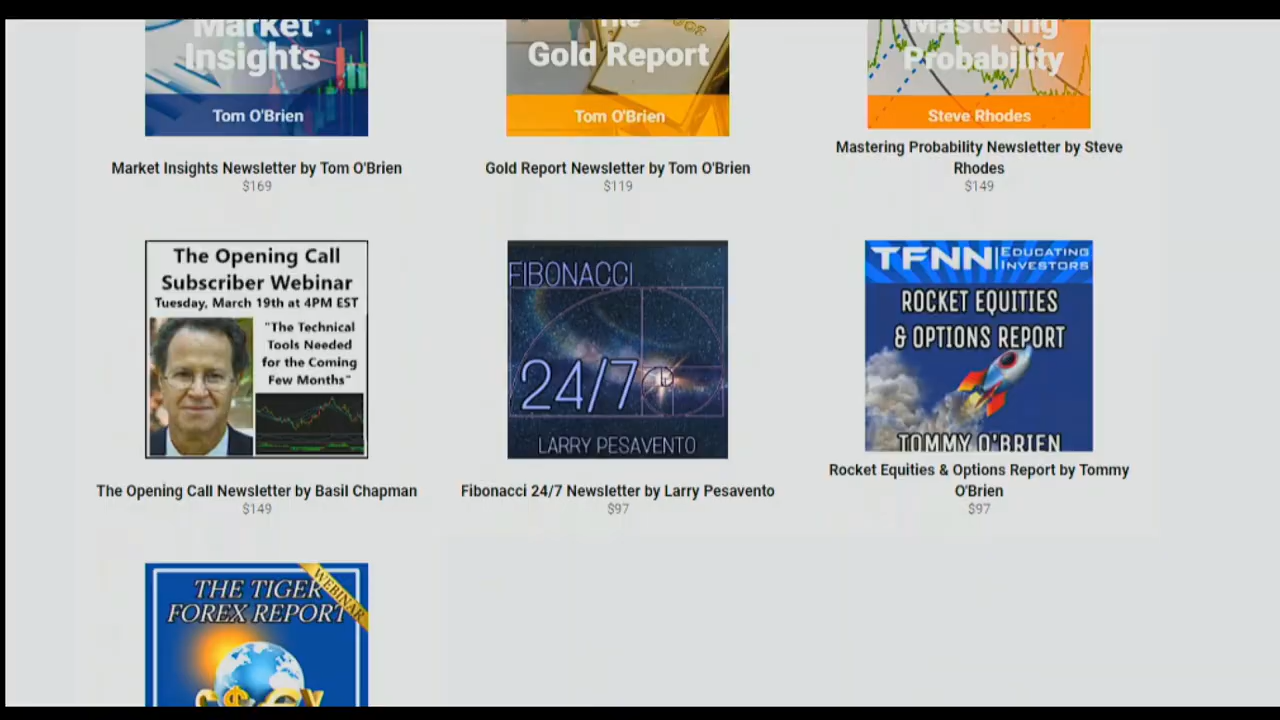 Market
Insights
Tom O'Brien
Market Insights Newsletter by Tom O'Brien
$169
The
Gold Report
Tom O'Brien
Gold Report Newsletter by Tom O'Brien
$119
Mastering
Probability
Steve Rhodes
Mastering Probability Newsletter by Steve
Rhodes
$149
The Opening Call
Subscriber Webinar
Tuesday, March 19th at 4PM EST
"The Technical
Tools Needed
for the Coming
Few Months"
The Opening Call Newsletter by Basil Chapman
$149
FIBONACCI
24/7
LARRY PESAVENTO
Fibonacci 24/7 Newsletter by Larry Pesavento
$97
TFNN EDUCATING
INVESTORS
ROCKET EQUITIES
& OPTIONS REPORT
TOMMY O'BRIEN
Rocket Equities & Options Report by Tommy
O'Brien
$97
THE TIGER
FOREX REPORT
WEBINAR